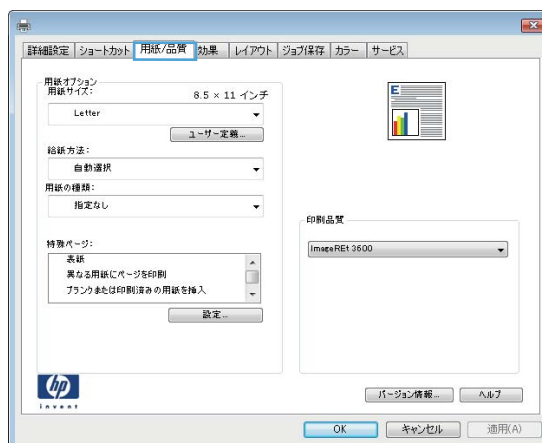 詳細設定 ショートカット 用紙/品質 効果 レイアウト ジョブ保存 カラー サービス
用紙オプション
用紙サイズ: 8.5 × 11 インチ
Letter
ユーザー定義...
給紙方法:
自動選択
用紙の種類:
指定なし
特殊ページ:
表紙
異なる用紙にページを印刷
ブランクまたは印刷済みの用紙を挿入
設定...
E
印刷品質
ImageREt 3600
hp
invent
バージョン情報... ヘルプ
OK キャンセル 適用(A)